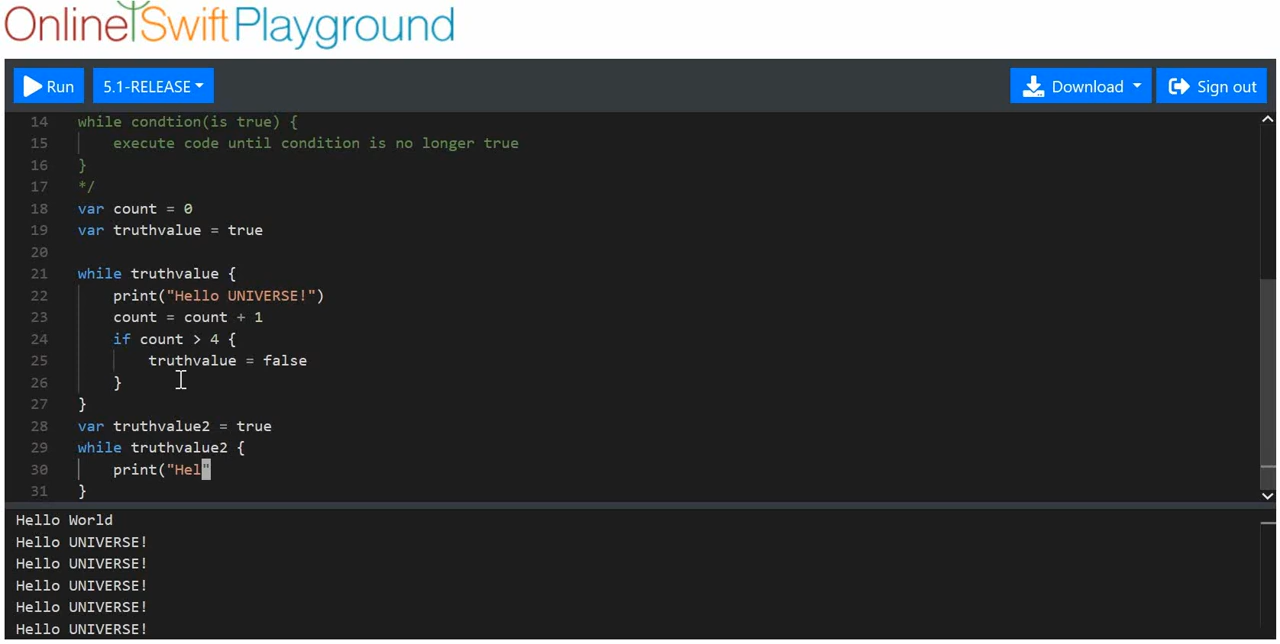 Online Swift Playground
Run 5.1-RELEASE Download Sign out
14 while condtion(is true) {
15 execute code until condition is no longer true
16 }
17 */
18 var count = 0
19 var truthvalue = true
20
21 while truthvalue {
22 print("Hello UNIVERSE!")
23 count = count + 1
24 if count > 4 {
25 truthvalue = false
26 }
27 }
28 var truthvalue2 = true
29 while truthvalue2 {
30 print("Hel"
31 }
Hello World
Hello UNIVERSE!
Hello UNIVERSE!
Hello UNIVERSE!
Hello UNIVERSE!
Hello UNIVERSE!